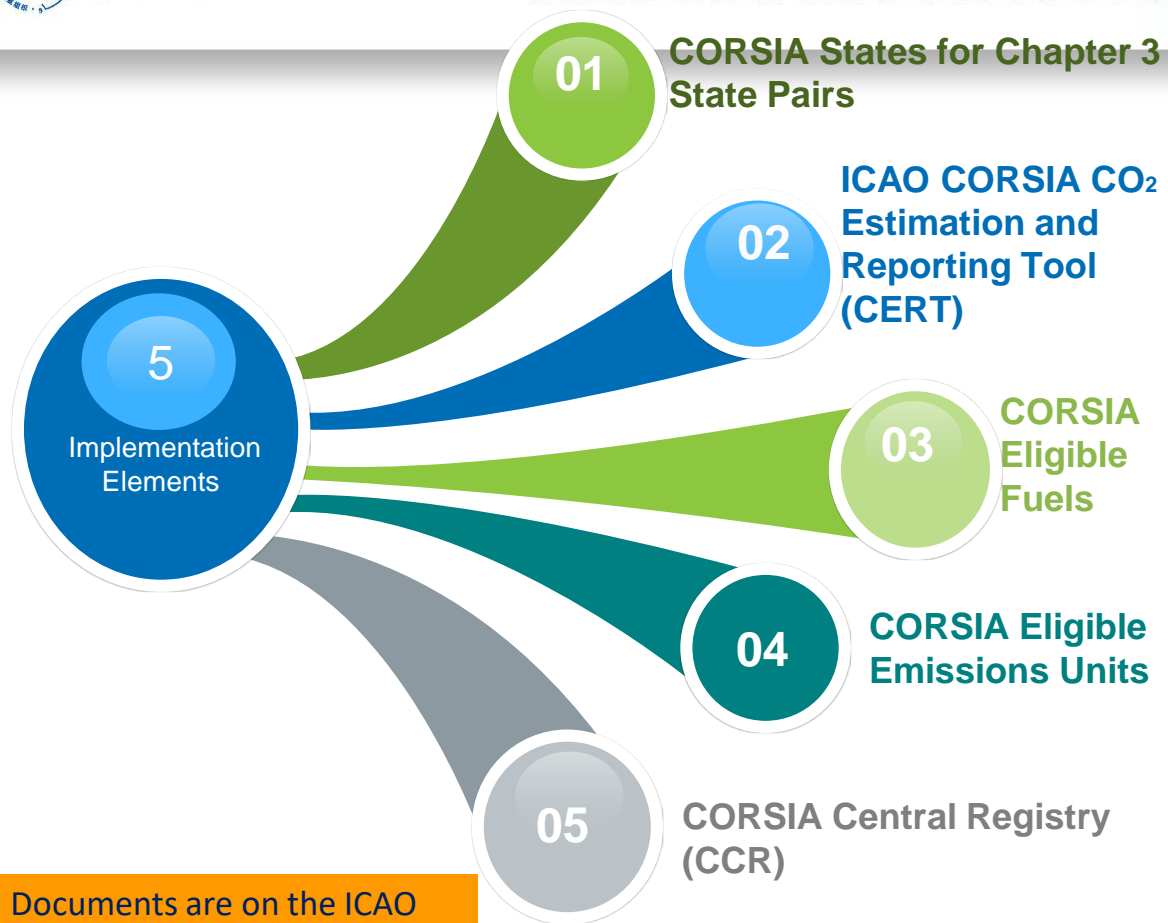 01
CORSIA States for Chapter 3
State Pairs
02
ICAO CORSIA CO₂
Estimation and
Reporting Tool
(CERT)
5
Implementation
Elements
03
CORSIA
Eligible
Fuels
04
CORSIA Eligible
Emissions Units
05
CORSIA Central Registry
(CCR)
Documents are on the ICAO